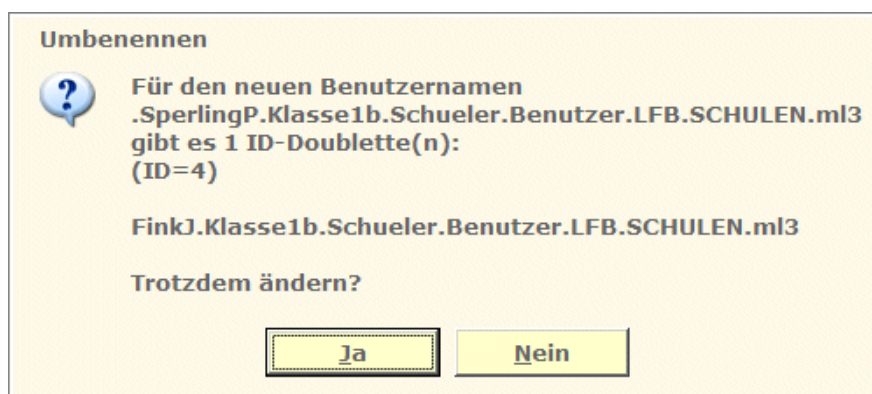 Umbenennen
Für den neuen Benutzernamen
.SperlingP.Klasse1b.Schueler.Benutzer.LFB.SCHULEN.ml3
gibt es 1 ID-Doublette(n):
(ID=4)
FinkJ.Klasse1b.Schueler.Benutzer.LFB.SCHULEN.ml3
Trotzdem ändern?
Ja Nein